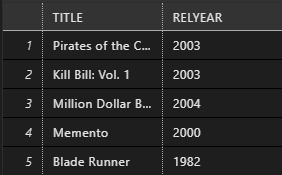 TITLE RELYEAR
1 Pirates of the C... 2003
2 Kill Bill: Vol. 1 2003
3 Million Dollar B... 2004
4 Memento 2000
5 Blade Runner 1982